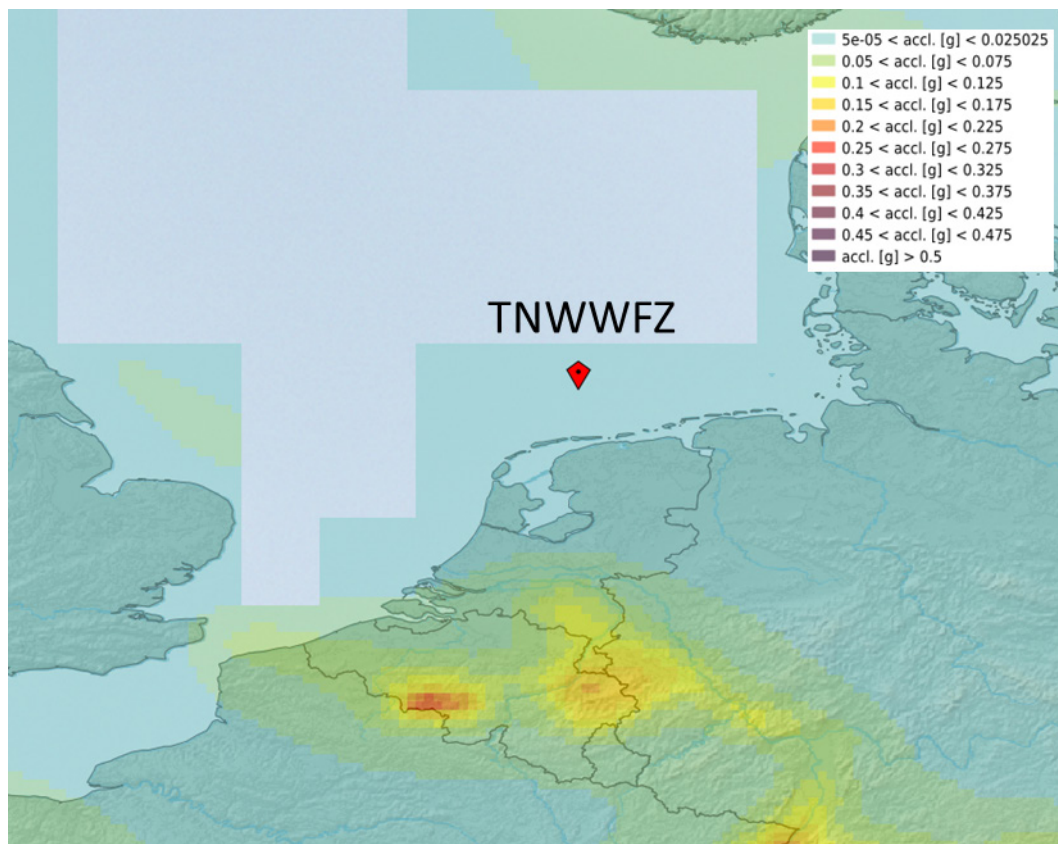 5e-05 < accl. [g] < 0.025025
0.05 < accl. [g] < 0.075
0.1 < accl. [g] < 0.125
0.15 < accl. [g] < 0.175
0.2 < accl. [g] < 0.225
0.25 < accl. [g] < 0.275
0.3 < accl. [g] < 0.325
0.35 < accl. [g] < 0.375
0.4 < accl. [g] < 0.425
0.45 < accl. [g] < 0.475
accl. [g] > 0.5
TNWWFZ